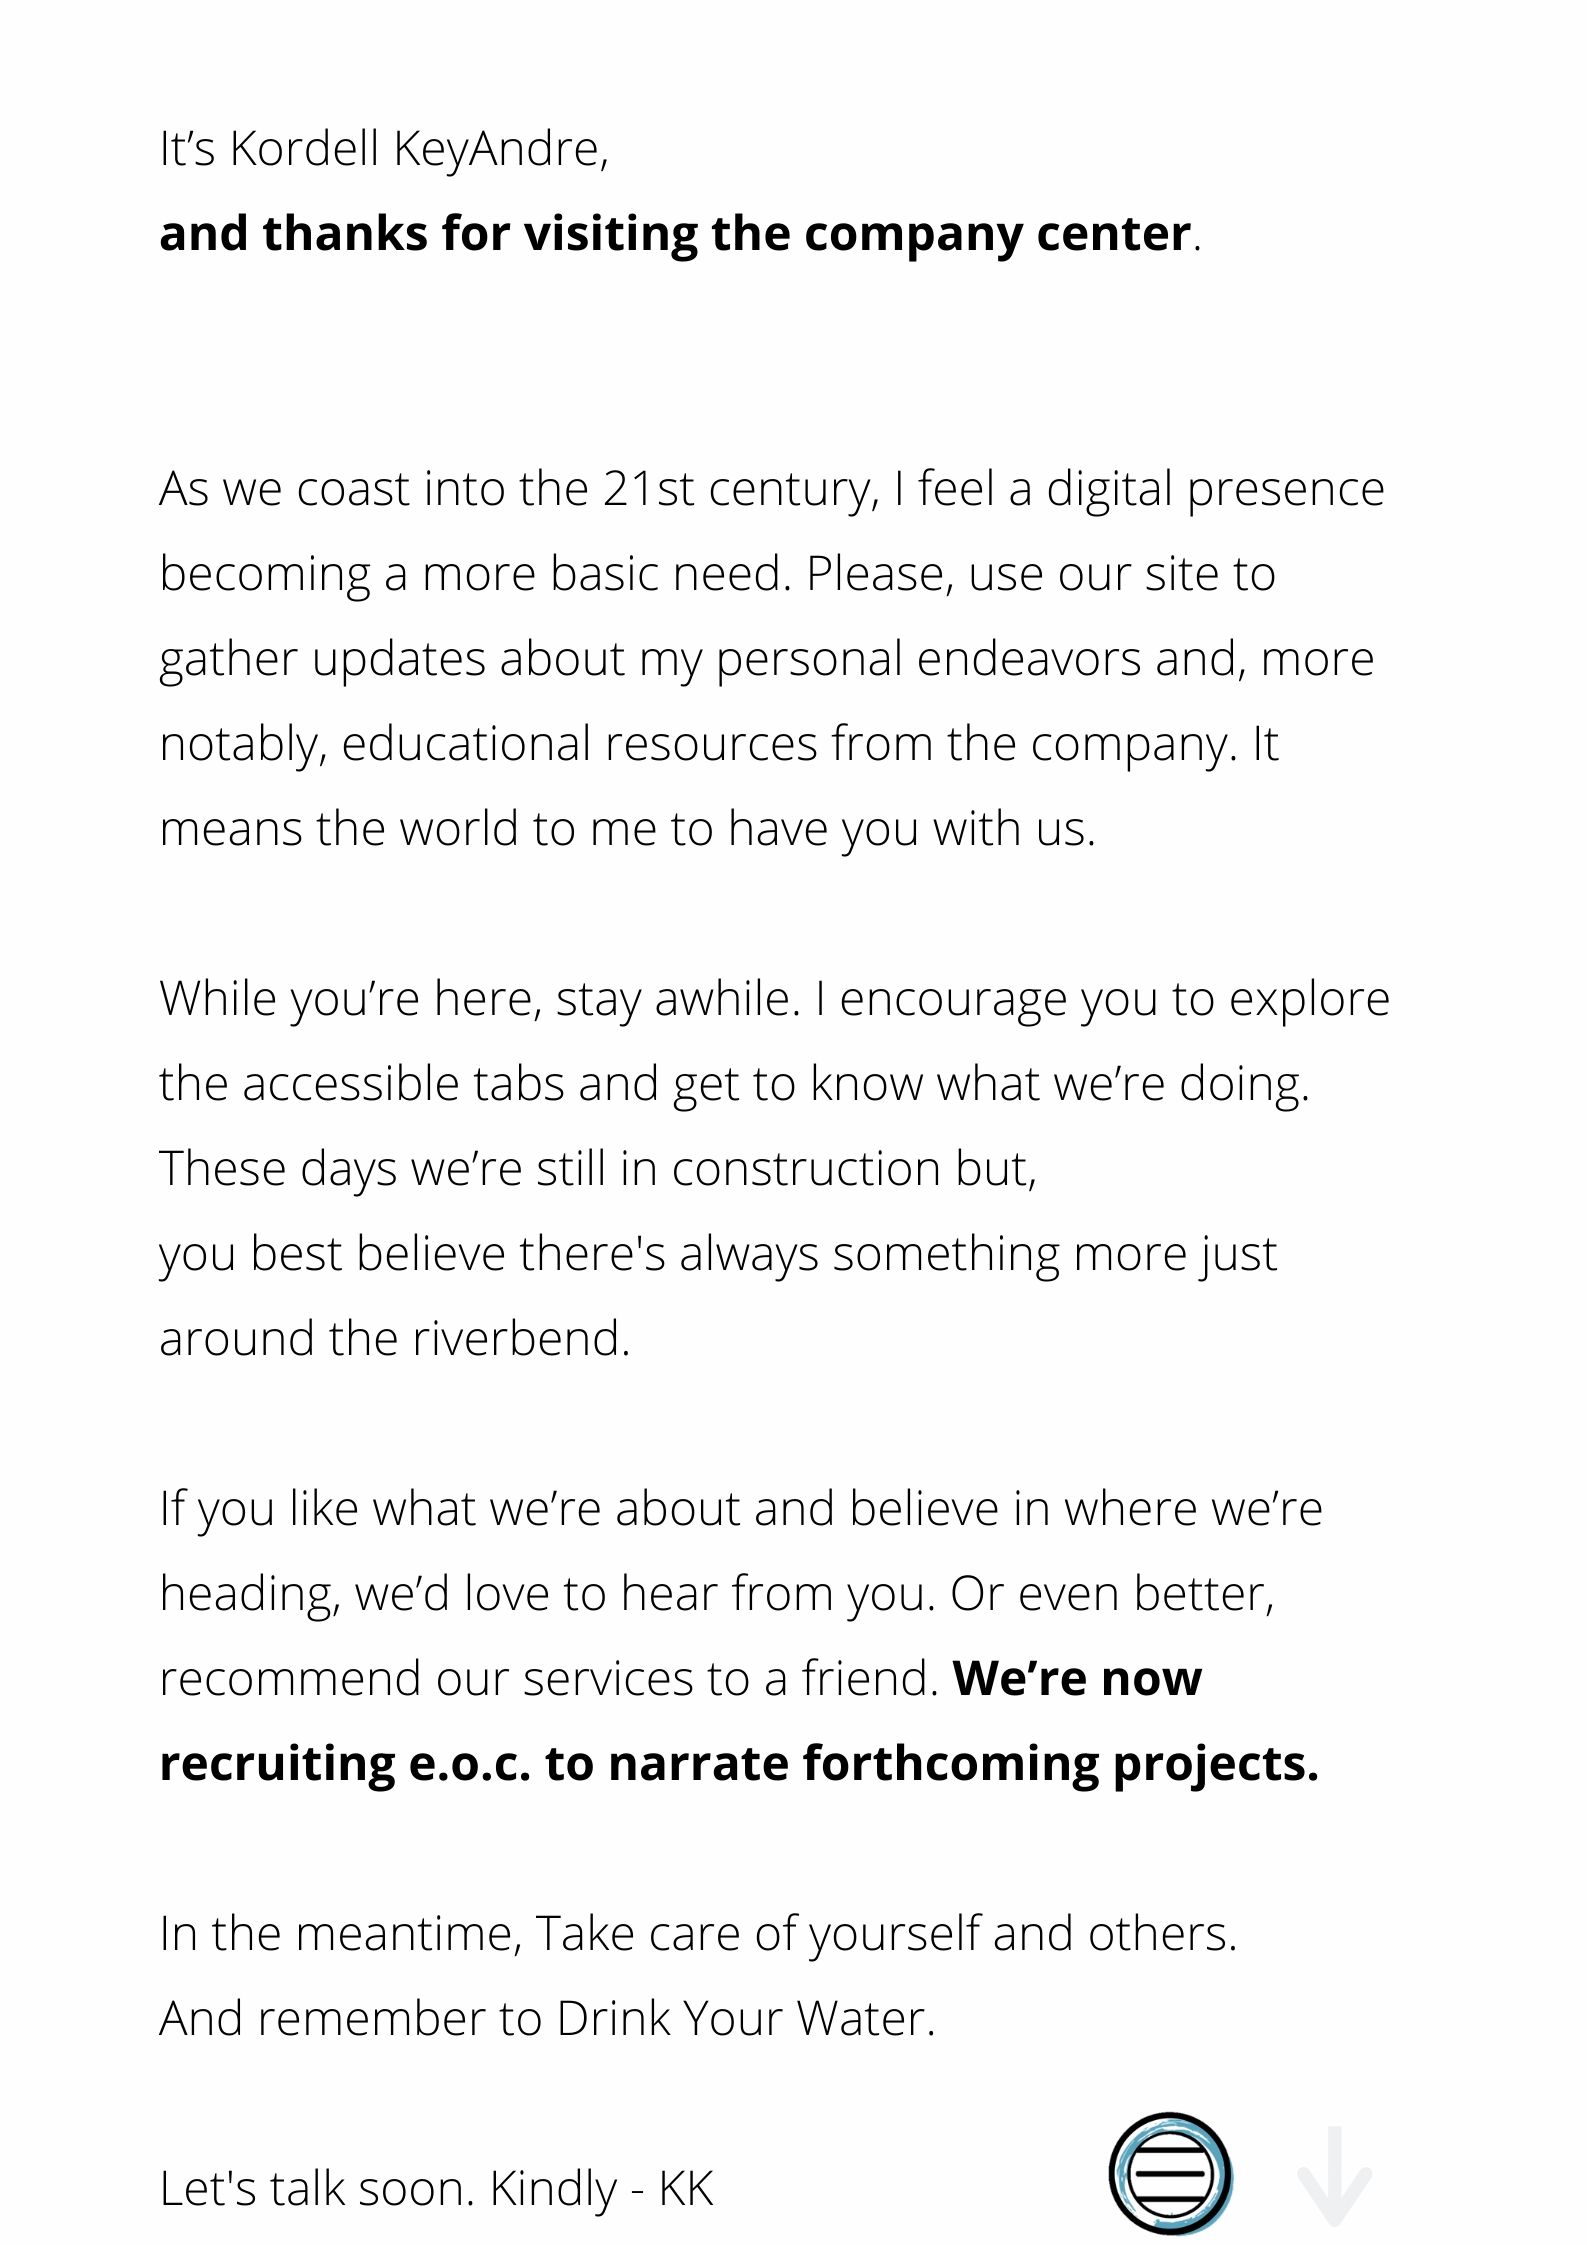 It’s Kordell KeyAndre,
and thanks for visiting the company center.
As we coast into the 21st century, I feel a digital presence
becoming a more basic need. Please, use our site to
gather updates about my personal endeavors and, more
notably, educational resources from the company. It
means the world to me to have you with us.
While you’re here, stay awhile. I encourage you to explore
the accessible tabs and get to know what we’re doing.
These days we’re still in construction but,
you best believe there's always something more just
around the riverbend.
If you like what we’re about and believe in where we’re
heading, we’d love to hear from you. Or even better,
recommend our services to a friend. We’re now
recruiting e.o.c. to narrate forthcoming projects.
In the meantime, Take care of yourself and others.
And remember to Drink Your Water.
Let's talk soon. Kindly - KK